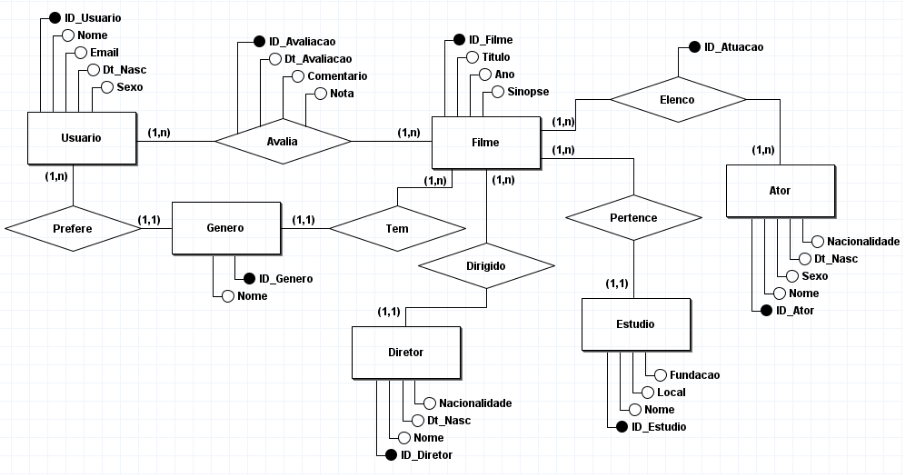 ID_Usuario
Nome
Email
Dt_Nasc
Sexo
Usuario
(1,n)
ID_Avaliacao
Dt_Avaliacao
Comentario
Nota
Avalia
(1,n)
ID_Filme
Titulo
Ano
Sinopse
Filme
(1,n)
ID_Atuacao
Elenco
(1,n)
Ator
Nacionalidade
Dt_Nasc
Sexo
Nome
ID_Ator
(1,n)
Prefere
(1,1)
Genero
ID_Genero
Nome
(1,1)
Tem
(1,n)
(1,n)
Dirigido
(1,1)
Diretor
Nacionalidade
Dt_Nasc
Nome
ID_Diretor
(1,n)
Pertence
(1,1)
Estudio
Fundacao
Local
Nome
ID_Estudio